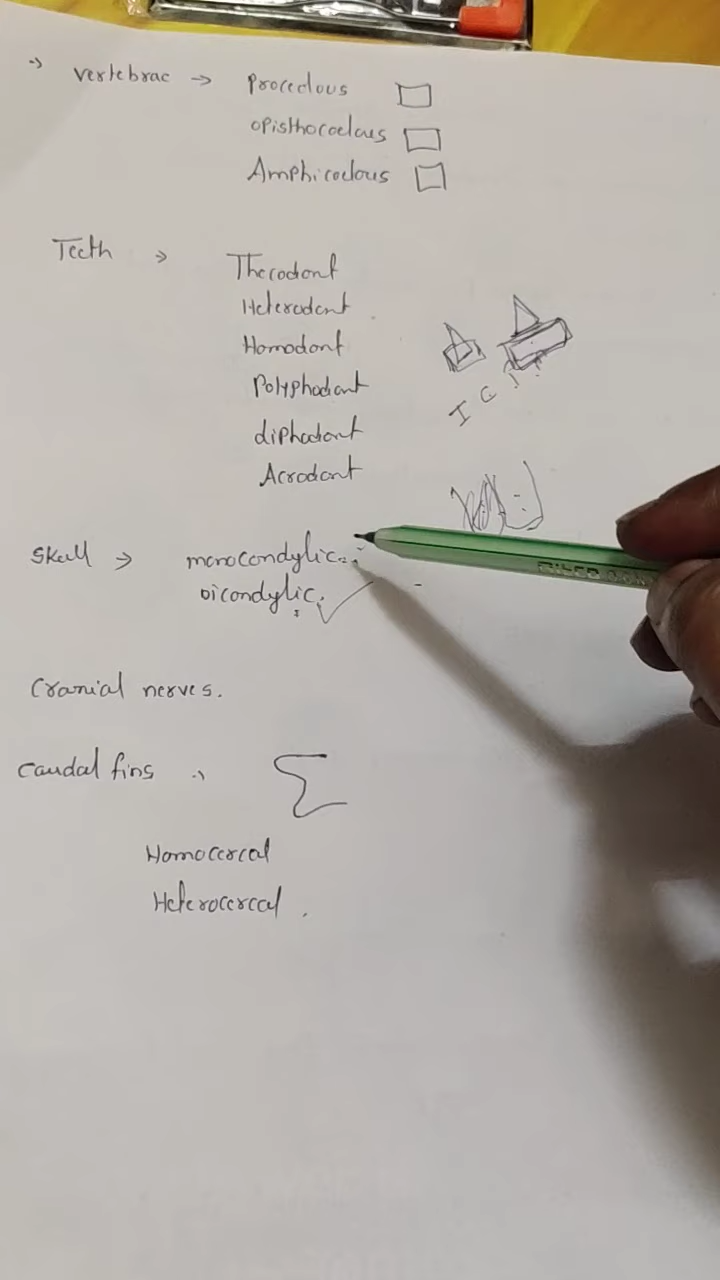 vertebrae → Procedous
opisthocoelous
Amphicoelous
Teeth → Thecodont
Heterodont
Homodont
Polyphodont
diphodont
Acrodont
I C
Skull → monocondylic
Dicondylic
Cranial nerves.
Caudal fins →
Homocercal
Heterocercal.